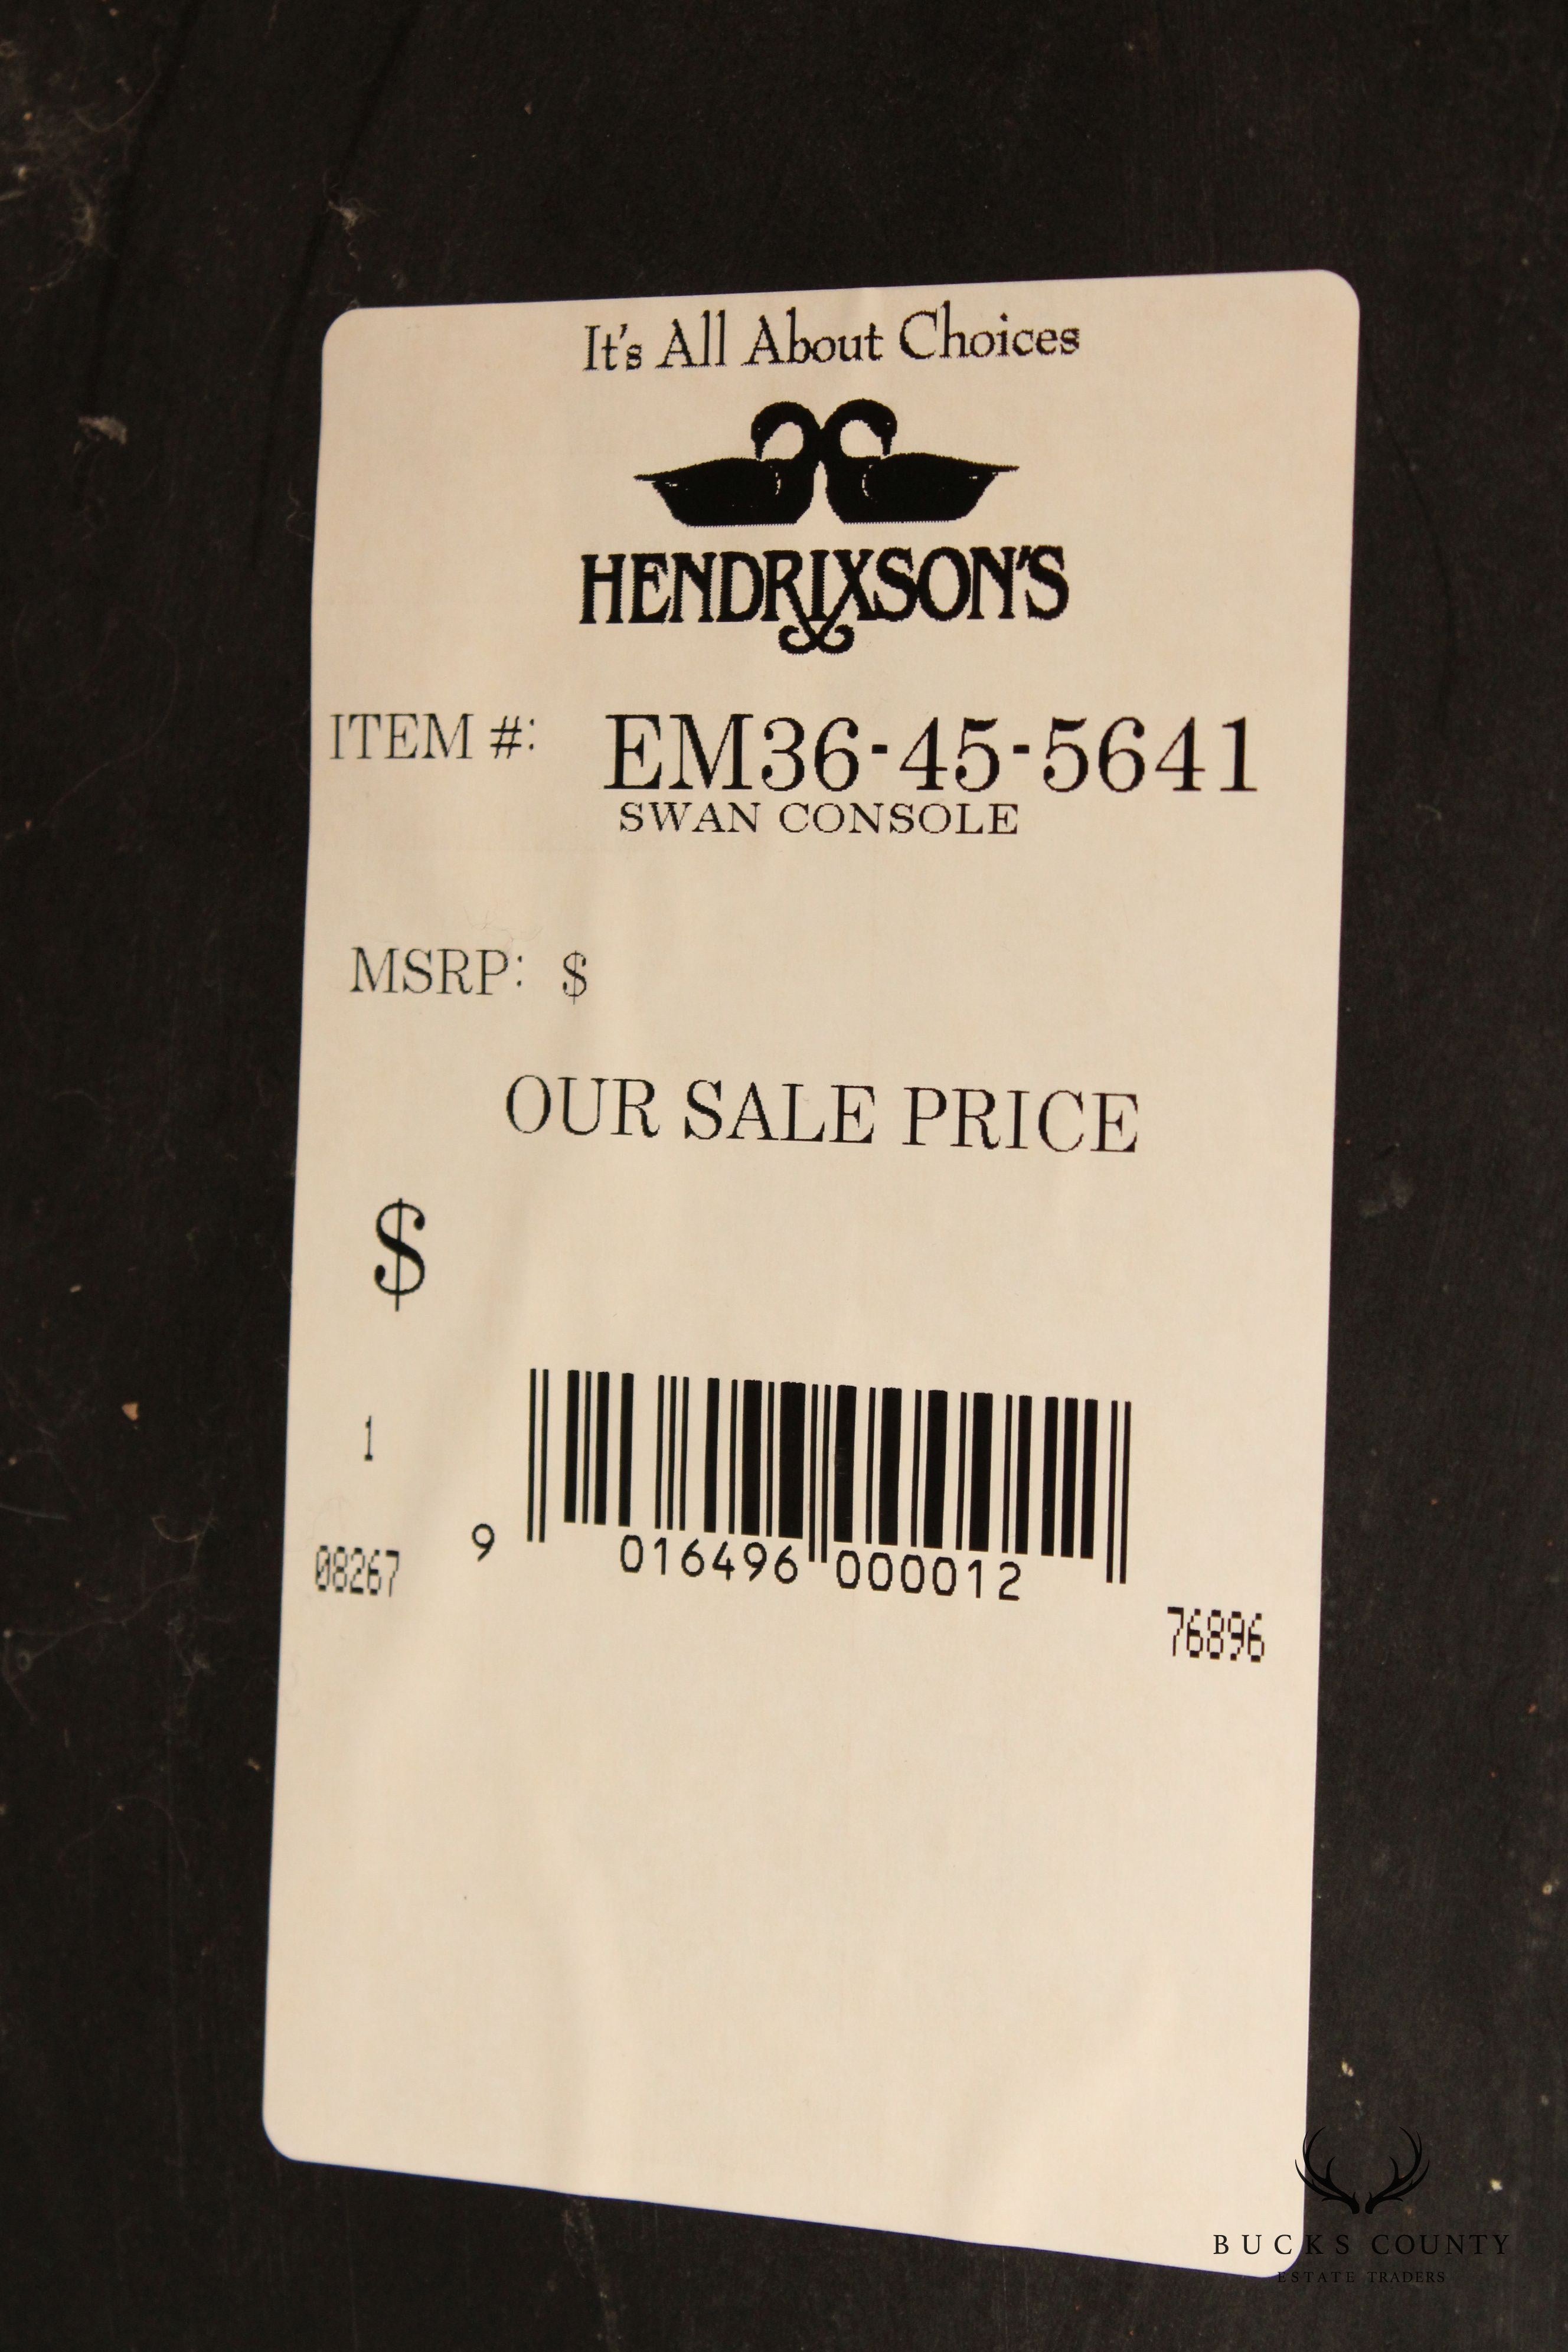 It's All About Choices
HENDRIXSON'S
ITEM #: EM36-45-5641
SWAN CONSOLE
MSRP: $
OUR SALE PRICE
$
1
9 016496 000012
08267
76896
BUCKS COUNTY
ESTATE TRADERS